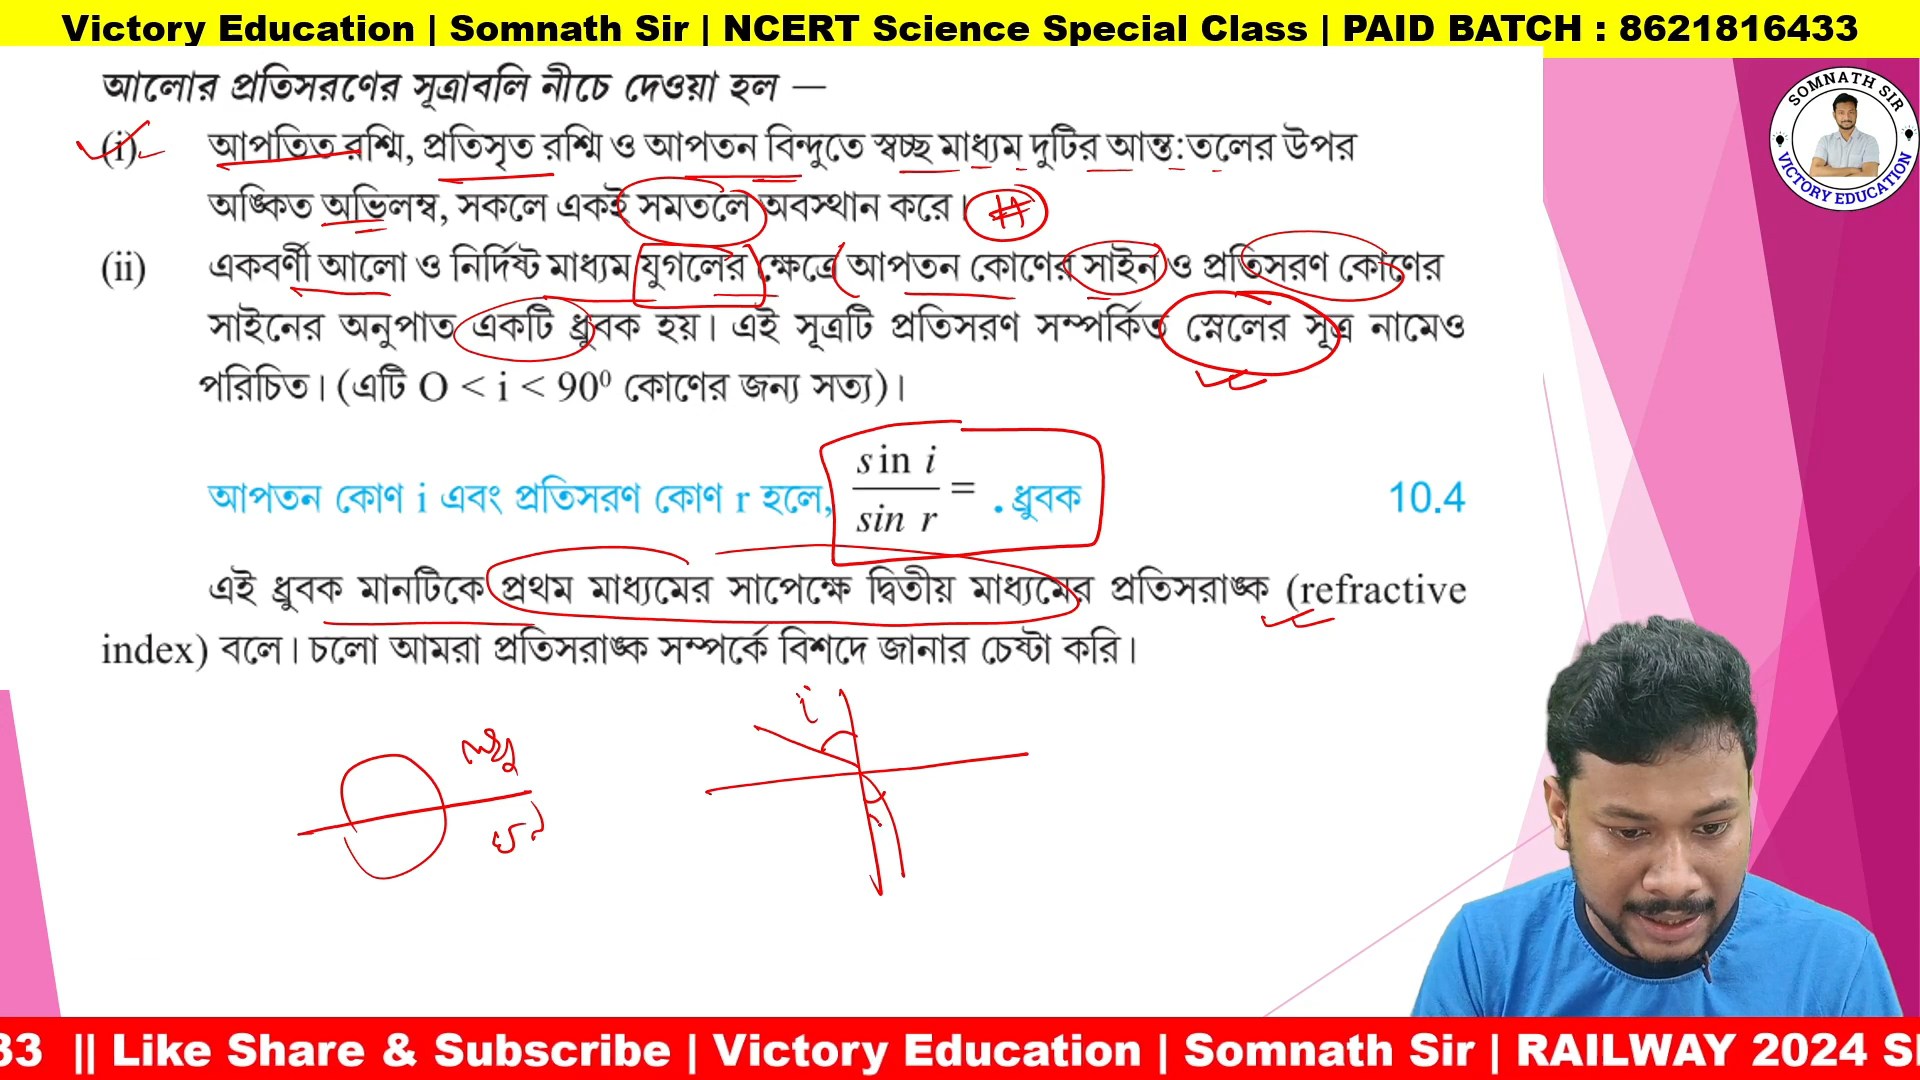 Victory Education | Somnath Sir | NCERT Science Special Class | PAID BATCH : 8621816433
SOMNATH SIR
VICTORY EDUCATION
আলোর প্রতিসরণের সূত্রাবলি নীচে দেওয়া হল —
(i) আপতিত রশ্মি, প্রতিসৃত রশ্মি ও আপতন বিন্দুতে স্বচ্ছ মাধ্যম দুটির আন্ত:তলের উপর
অঙ্কিত অভিলম্ব, সকলে একই সমতলে অবস্থান করে।
(ii) একবর্ণী আলো ও নির্দিষ্ট মাধ্যম যুগলের ক্ষেত্রে আপতন কোণের সাইন ও প্রতিসরণ কোণের
সাইনের অনুপাত একটি ধ্রুবক হয়। এই সূত্রটি প্রতিসরণ সম্পর্কিত স্নেলের সূত্র নামেও
পরিচিত। (এটি O < i < 90⁰ কোণের জন্য সত্য)।
আপতন কোণ i এবং প্রতিসরণ কোণ r হলে, sin i / sin r = . ধ্রুবক 10.4
এই ধ্রুবক মানটিকে প্রথম মাধ্যমের সাপেক্ষে দ্বিতীয় মাধ্যমের প্রতিসরাঙ্ক (refractive
index) বলে। চলো আমরা প্রতিসরাঙ্ক সম্পর্কে বিশদে জানার চেষ্টা করি।
i
33 || Like Share & Subscribe | Victory Education | Somnath Sir | RAILWAY 2024 S